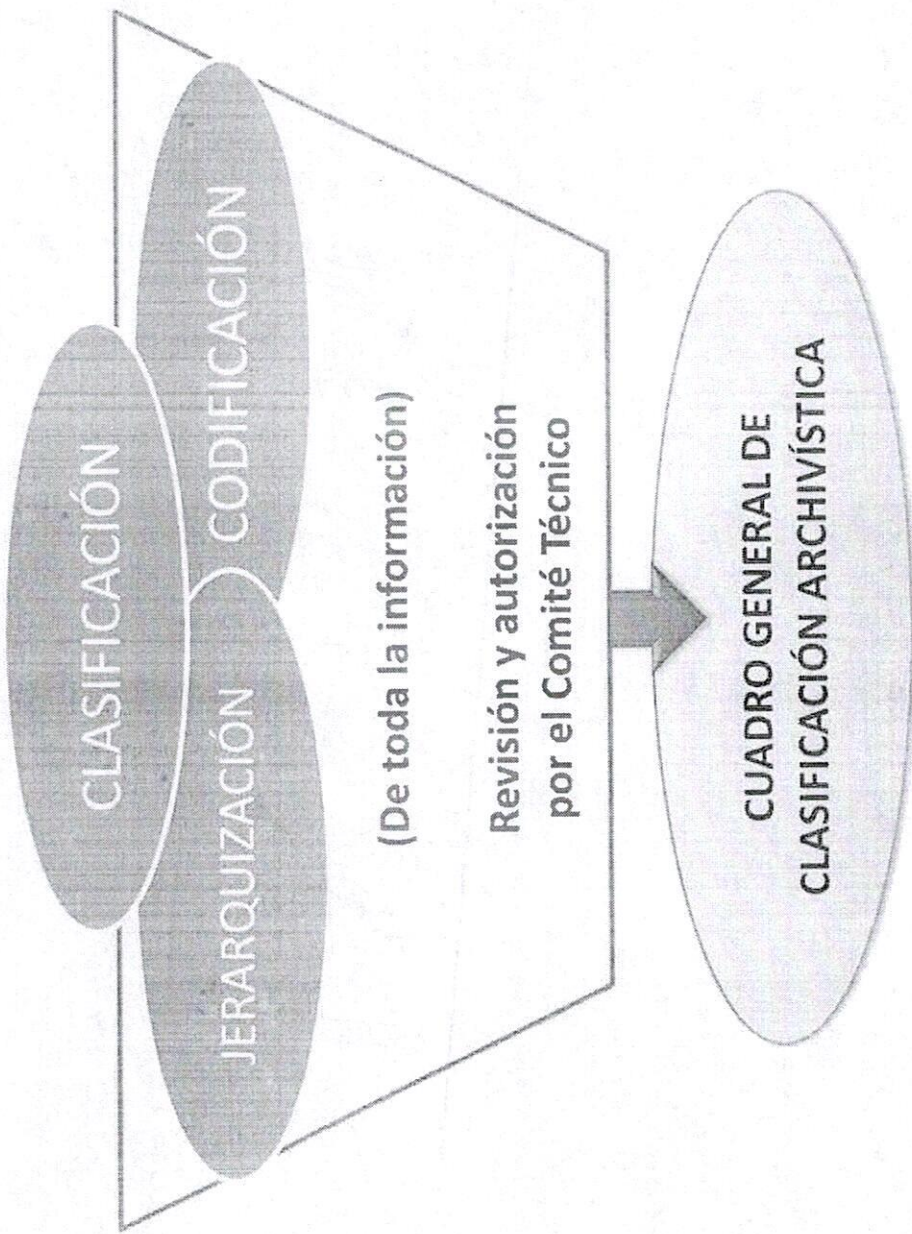 CLASIFICACIÓN
JERARQUIZACIÓN
CODIFICACIÓN
(De toda la información)
Revisión y autorización
por el Comité Técnico
CUADRO GENERAL DE
CLASIFICACIÓN ARCHIVÍSTICA